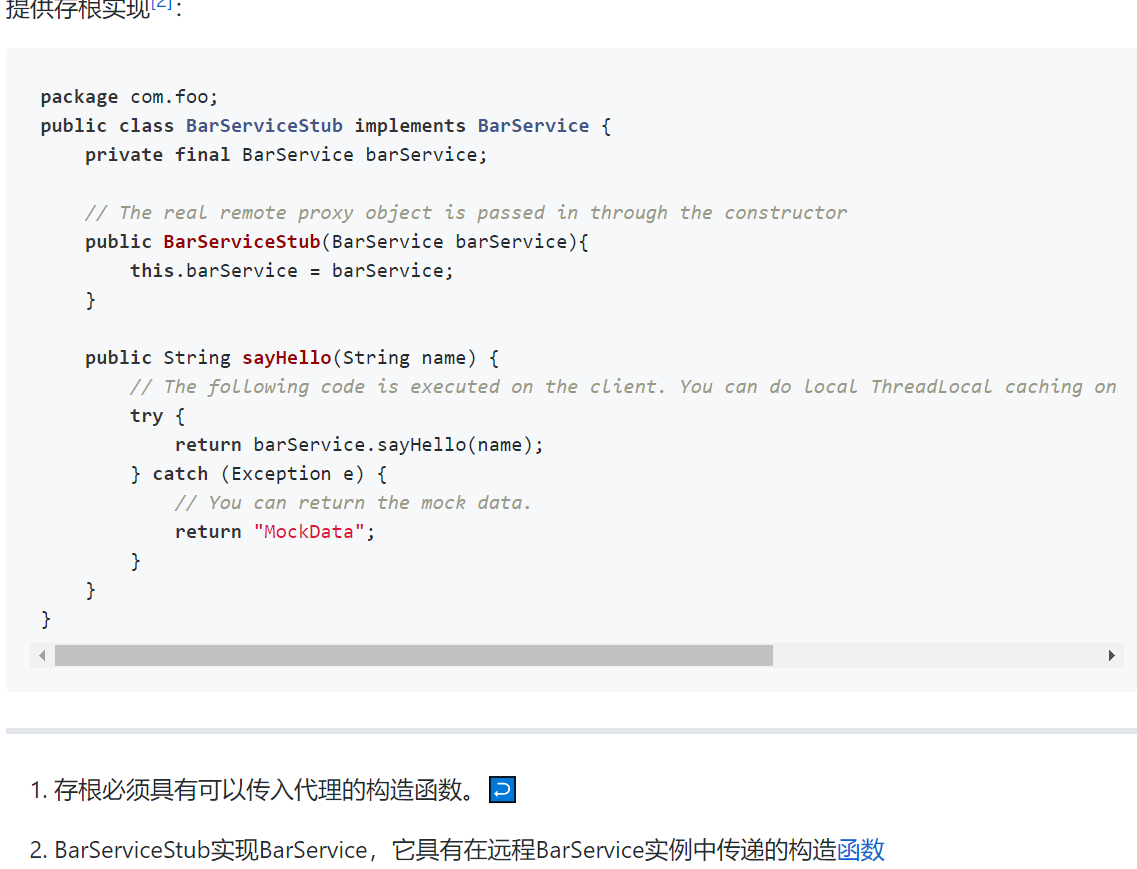 提供存根实现[2]：
package com.foo;
public class BarServiceStub implements BarService {
    private final BarService barService;
    // The real remote proxy object is passed in through the constructor
    public BarServiceStub(BarService barService){
        this.barService = barService;
    }
    public String sayHello(String name) {
        // The following code is executed on the client. You can do local ThreadLocal caching on
        try {
            return barService.sayHello(name);
        } catch (Exception e) {
            // You can return the mock data.
            return "MockData";
        }
    }
}
1. 存根必须具有可以传入代理的构造函数。
2. BarServiceStub实现BarService，它具有在远程BarService实例中传递的构造函数